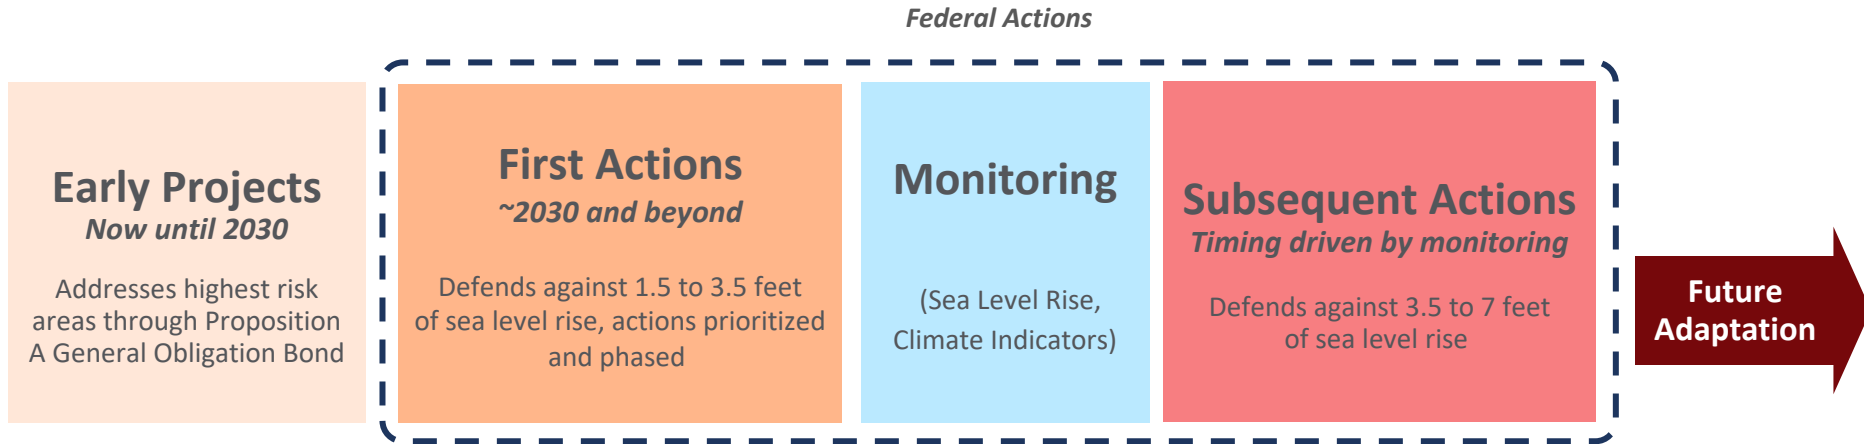 Federal Actions
Early Projects
Now until 2030
Addresses highest risk
areas through Proposition
A General Obligation Bond
First Actions
~2030 and beyond
Defends against 1.5 to 3.5 feet
of sea level rise, actions prioritized
and phased
Monitoring
(Sea Level Rise,
Climate Indicators)
Subsequent Actions
Timing driven by monitoring
Defends against 3.5 to 7 feet
of sea level rise
Future
Adaptation